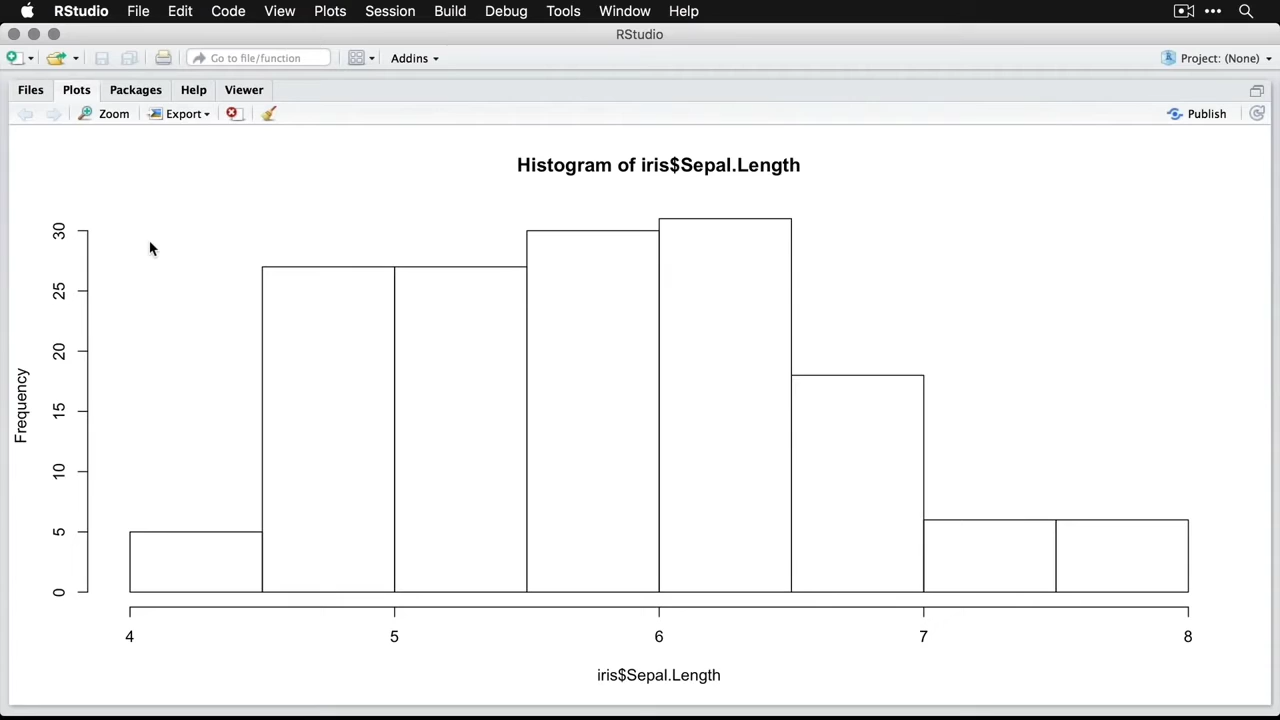 RStudio File Edit Code View Plots Session Build Debug Tools Window Help
RStudio
Go to file/function Addins Project: (None)
Files Plots Packages Help Viewer
Zoom Export Publish
Histogram of iris$Sepal.Length
30
25
20
15
10
5
0
Frequency
4 5 6 7 8
iris$Sepal.Length